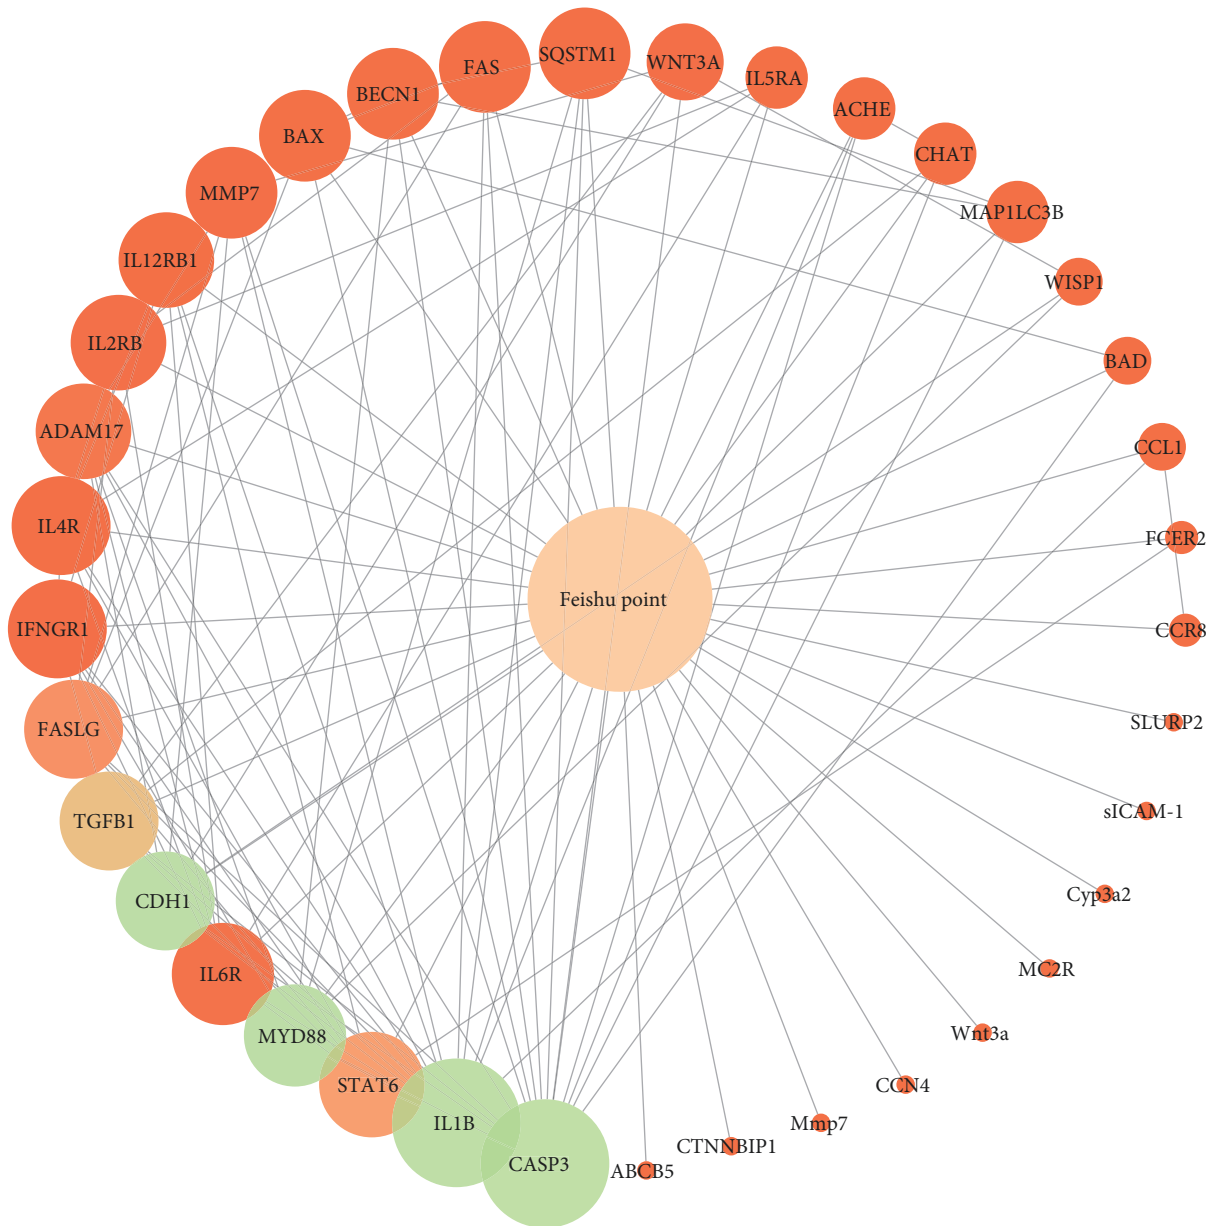 SQSTM1
WNT3A
FAS
IL5RA
BECN1
ACHE
BAX
CHAT
MMP7
MAP1LC3B
IL12RB1
WISP1
IL2RB
BAD
ADAM17
CCL1
IL4R
FCER2
Feishu point
IFNGR1
CCR8
FASLG
SLURP2
TGFB1
sICAM-1
CDH1
Cyp3a2
IL6R
MC2R
MYD88
Wnt3a
STAT6
CCN4
IL1B
Mmp7
CTNNBIP1
CASP3
ABCB5